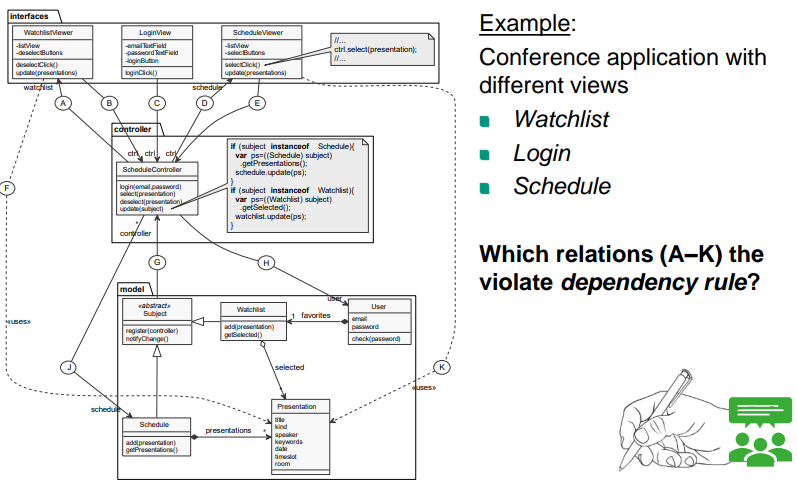 interfaces
WatchlistViewer
-listView
-deselectButtons
deselectClick()
update(presentations)
LoginView
-emailTextField
-passwordTextField
-loginButton
loginClick()
ScheduleViewer
-listView
-selectButtons
selectClick()
update(presentations)
//...
ctrl.select(presentation);
//...
watchlist
schedule
A
B
C
D
E
controller
ctrl
ctrl
ctrl
ScheduleController
login(email,password)
select(presentation)
deselect(presentation)
update(subject)
if (subject instanceof Schedule){
var ps=((Schedule) subject)
.getPresentations();
schedule.update(ps);
}
if (subject instanceof Watchlist){
var ps=((Watchlist) subject)
.getSelected();
watchlist.update(ps);
}
F
*
controller
G
H
model
«abstract»
Subject
register(controller)
notifyChange()
Watchlist
add(presentation)
getSelected()
user
User
email
password
check(password)
1
favorites
«uses»
selected
*
J
K
«uses»
schedule
Schedule
add(presentation)
getPresentations()
presentations
*
Presentation
title
kind
speaker
keywords
date
timeslot
room
Example:
Conference application with
different views
Watchlist
Login
Schedule
Which relations (A–K) the
violate dependency rule?